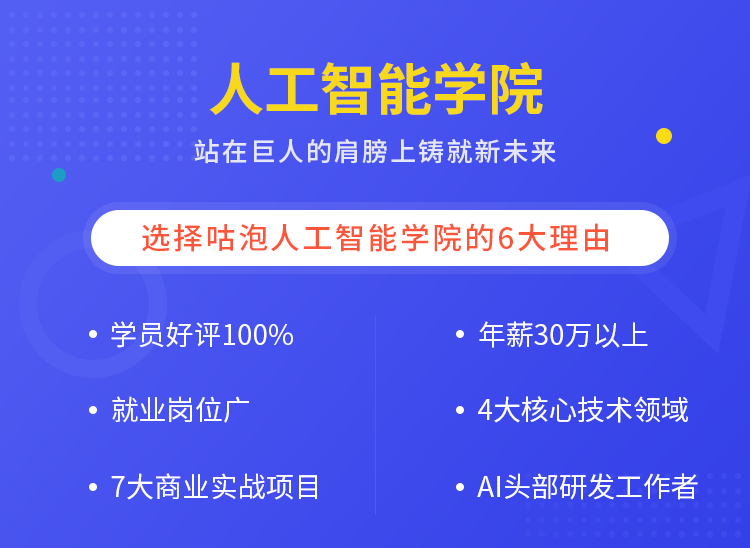 人工智能学院
站在巨人的肩膀上铸就新未来
选择咕泡人工智能学院的6大理由
学员好评100%
年薪30万以上
就业岗位广
4大核心技术领域
7大商业实战项目
AI头部研发工作者